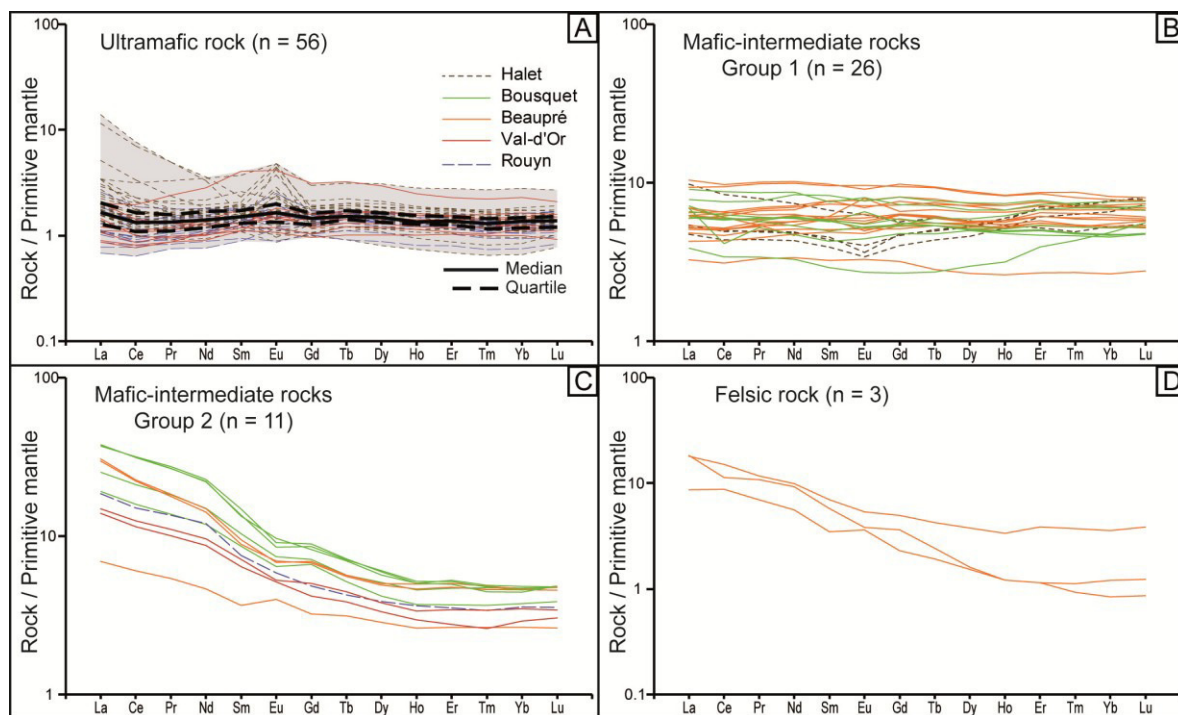 A
Ultramafic rock (n = 56)
Halet
Bousquet
Beaupré
Val-d'Or
Rouyn
Median
Quartile
Rock / Primitive mantle
100
10
1
0.1
La Ce Pr Nd Sm Eu Gd Tb Dy Ho Er Tm Yb Lu
B
Mafic-intermediate rocks
Group 1 (n = 26)
Rock / Primitive mantle
100
10
1
La Ce Pr Nd Sm Eu Gd Tb Dy Ho Er Tm Yb Lu
C
Mafic-intermediate rocks
Group 2 (n = 11)
Rock / Primitive mantle
100
10
1
La Ce Pr Nd Sm Eu Gd Tb Dy Ho Er Tm Yb Lu
D
Felsic rock (n = 3)
Rock / Primitive mantle
100
10
1
0.1
La Ce Pr Nd Sm Eu Gd Tb Dy Ho Er Tm Yb Lu